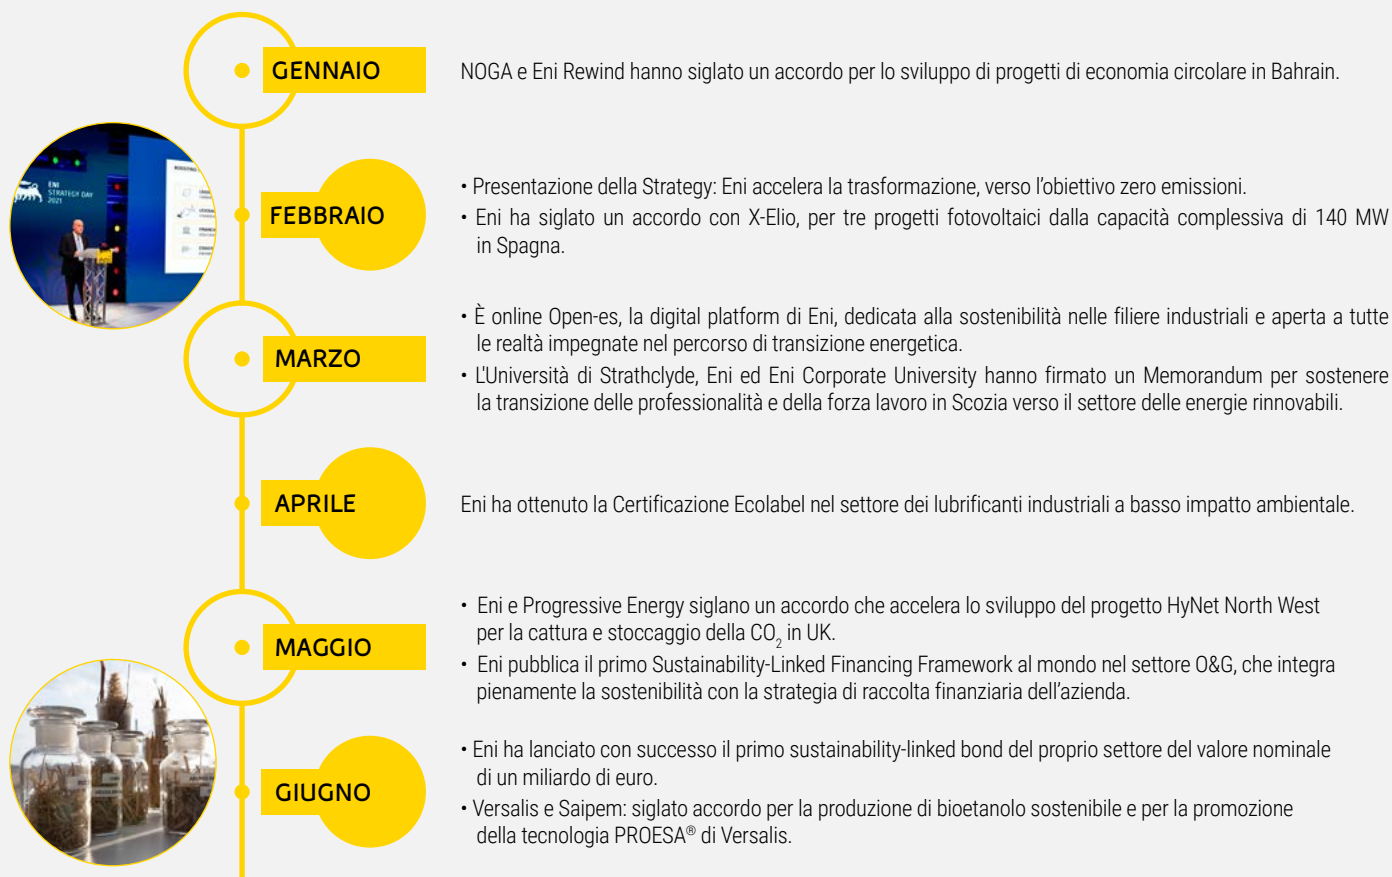 GENNAIO
NOGA e Eni Rewind hanno siglato un accordo per lo sviluppo di progetti di economia circolare in Bahrain.
ENI
STRATEGY DAY
2021
FEBBRAIO
• Presentazione della Strategy: Eni accelera la trasformazione, verso l’obiettivo zero emissioni.
• Eni ha siglato un accordo con X-Elio, per tre progetti fotovoltaici dalla capacità complessiva di 140 MW
in Spagna.
MARZO
• È online Open-es, la digital platform di Eni, dedicata alla sostenibilità nelle filiere industriali e aperta a tutte
le realtà impegnate nel percorso di transizione energetica.
• L'Università di Strathclyde, Eni ed Eni Corporate University hanno firmato un Memorandum per sostenere
la transizione delle professionalità e della forza lavoro in Scozia verso il settore delle energie rinnovabili.
APRILE
Eni ha ottenuto la Certificazione Ecolabel nel settore dei lubrificanti industriali a basso impatto ambientale.
MAGGIO
• Eni e Progressive Energy siglano un accordo che accelera lo sviluppo del progetto HyNet North West
per la cattura e stoccaggio della CO₂ in UK.
• Eni pubblica il primo Sustainability-Linked Financing Framework al mondo nel settore O&G, che integra
pienamente la sostenibilità con la strategia di raccolta finanziaria dell’azienda.
GIUGNO
• Eni ha lanciato con successo il primo sustainability-linked bond del proprio settore del valore nominale
di un miliardo di euro.
• Versalis e Saipem: siglato accordo per la produzione di bioetanolo sostenibile e per la promozione
della tecnologia PROESA® di Versalis.